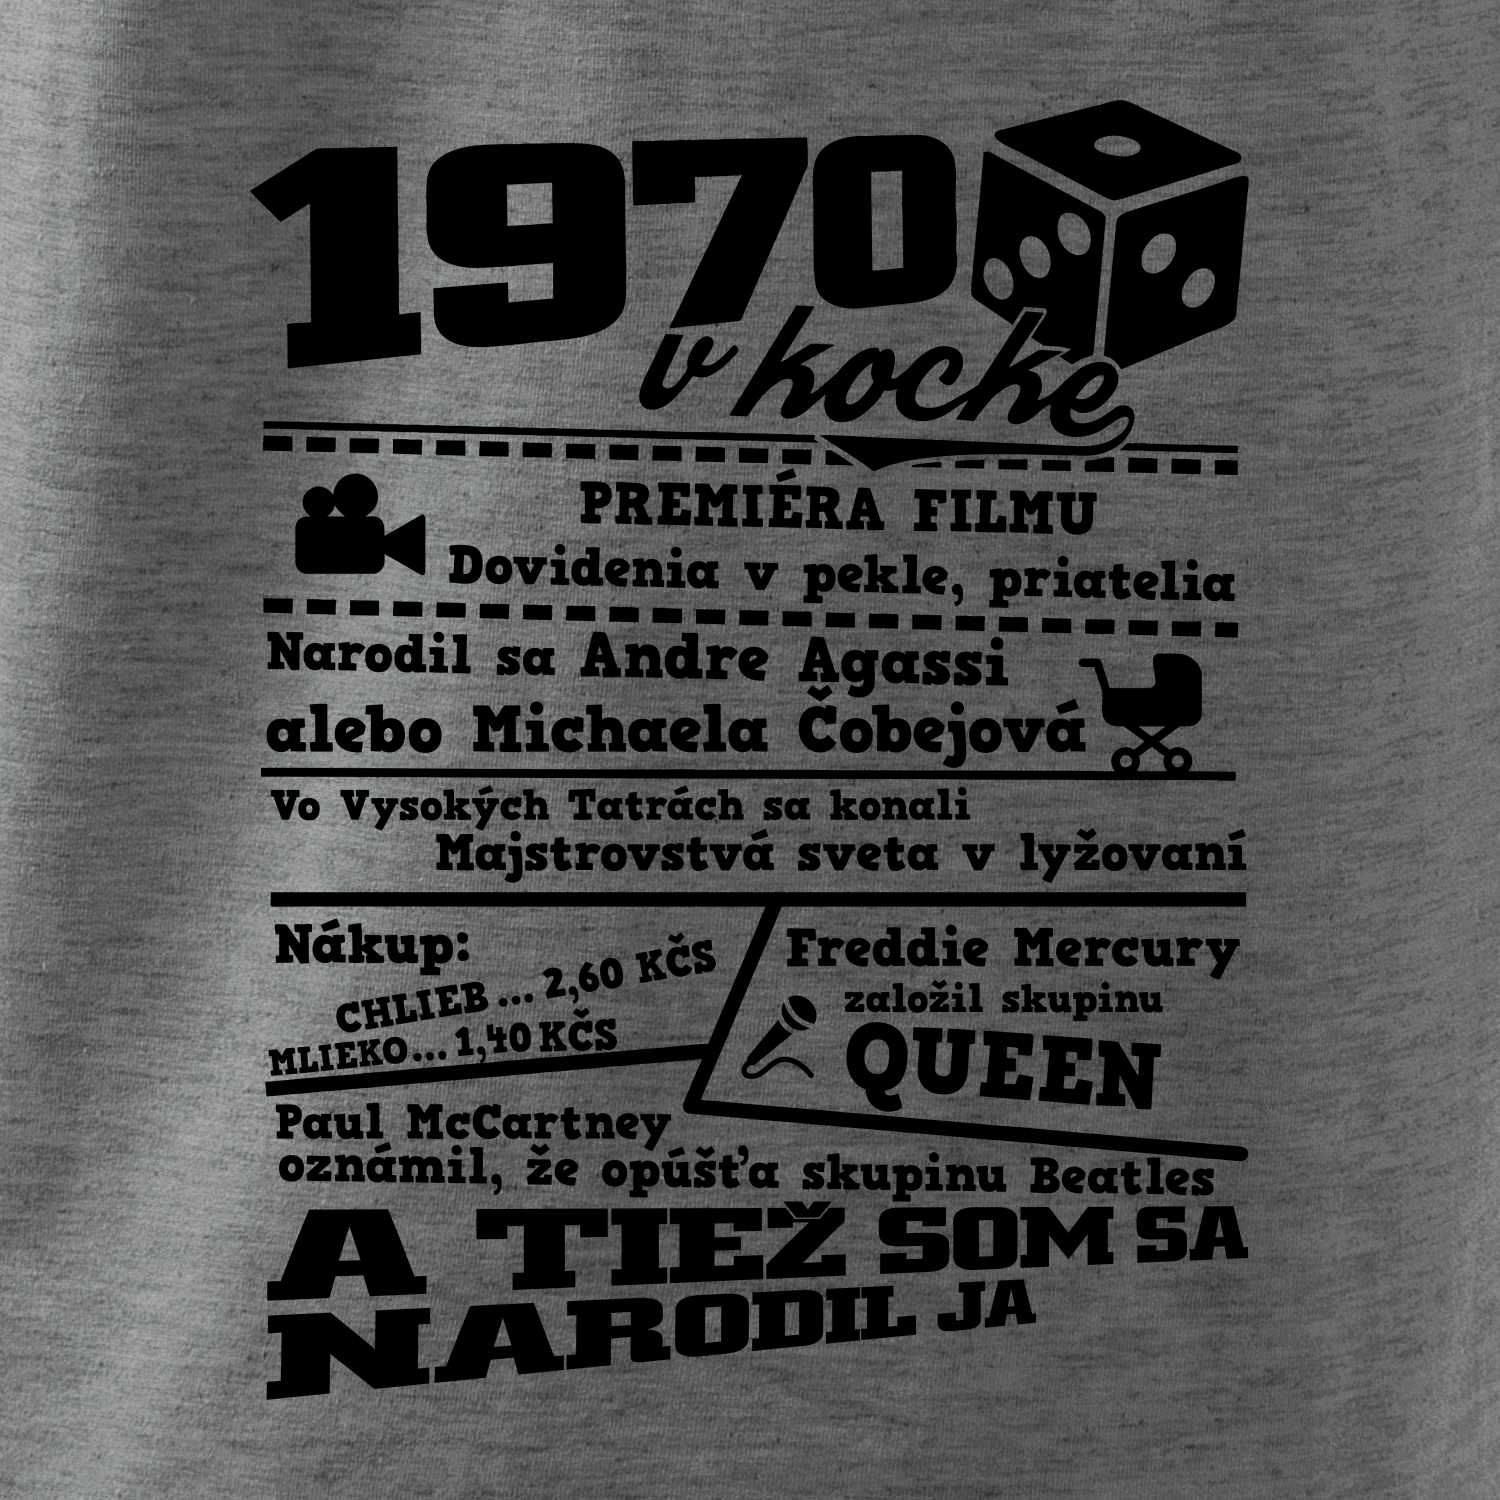 1970
v kocke
PREMIÉRA FILMU
Dovidenia v pekle, priatelia
Narodil sa Andre Agassi
alebo Michaela Čobejová
Vo Vysokých Tatrách sa konali
Majstrovstvá sveta v lyžovaní
Nákup:
CHLIEB ... 2,60 KČS
MLIEKO... 1,40 KČS
Freddie Mercury
založil skupinu
QUEEN
Paul McCartney
oznámil, že opúšťa skupinu Beatles
A TIEŽ SOM SA
NARODIL JA